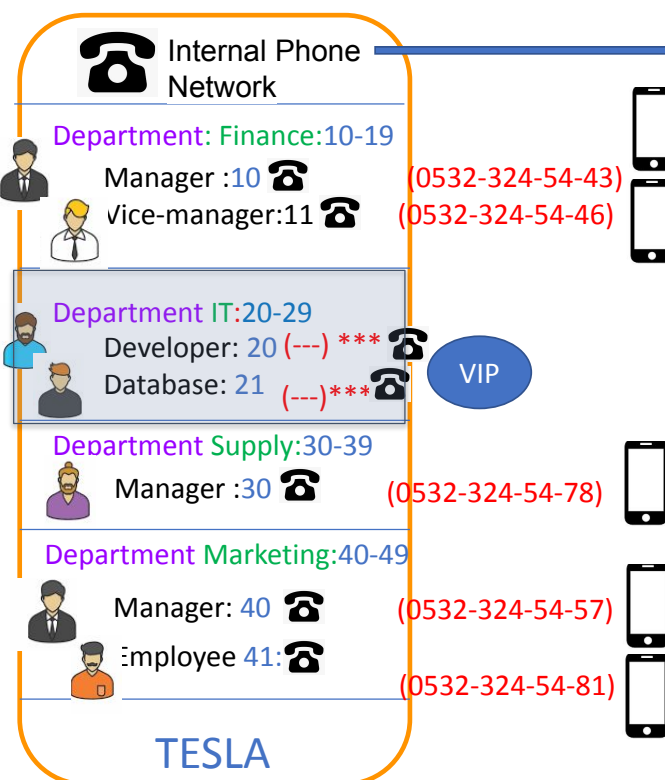 Internal Phone
Network
Department: Finance:10-19
Manager :10 (0532-324-54-43)
Vice-manager:11 (0532-324-54-46)
Department IT:20-29
Developer: 20 (---) ***
Database: 21 (---)***
VIP
Department Supply:30-39
Manager :30 (0532-324-54-78)
Department Marketing:40-49
Manager: 40 (0532-324-54-57)
Employee 41: (0532-324-54-81)
TESLA